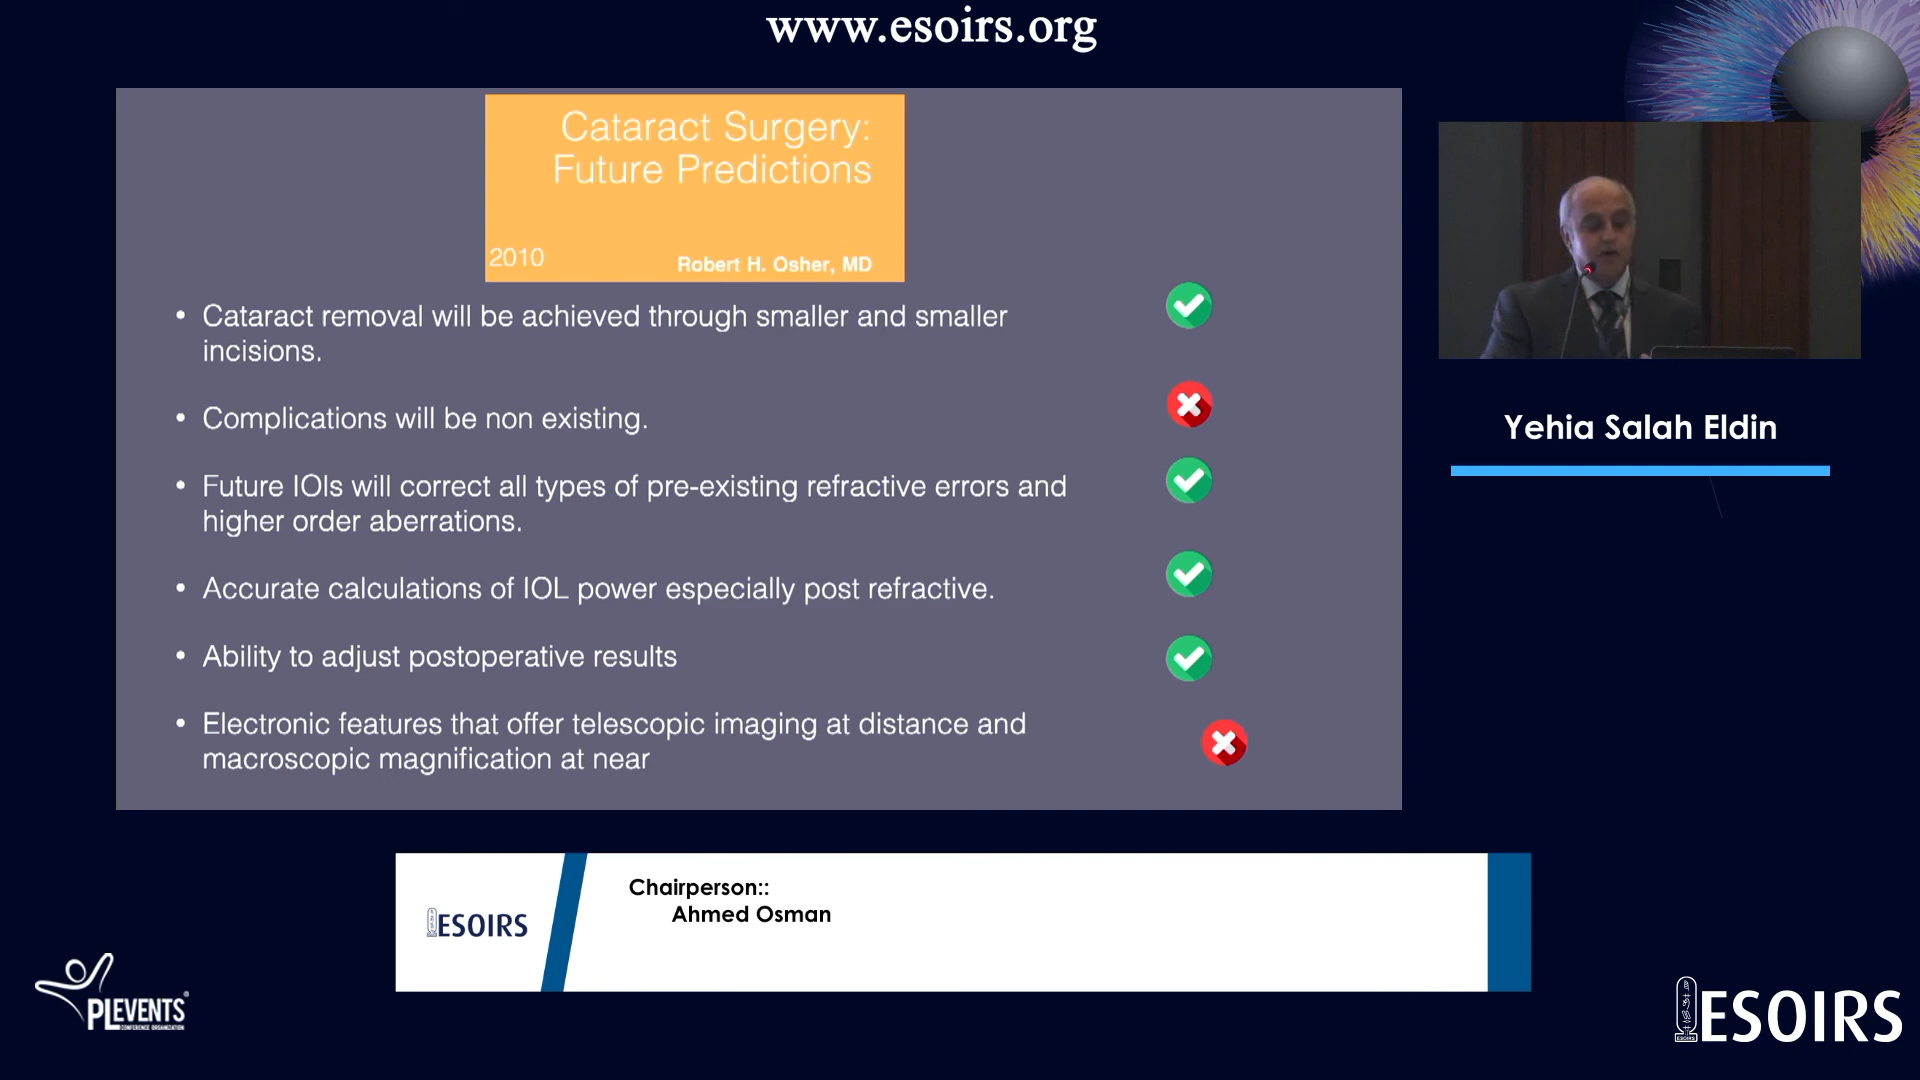 www.esoirs.org
Cataract Surgery:
Future Predictions
2010
Robert H. Osher, MD
• Cataract removal will be achieved through smaller and smaller
incisions.
• Complications will be non existing.
• Future IOls will correct all types of pre-existing refractive errors and
higher order aberrations.
• Accurate calculations of IOL power especially post refractive.
• Ability to adjust postoperative results
• Electronic features that offer telescopic imaging at distance and
macroscopic magnification at near
Yehia Salah Eldin
Chairperson::
Ahmed Osman
ESOIRS
PLEVENTS®
CONFERENCE ORGANIZATION
ESOIRS
ESOIRS